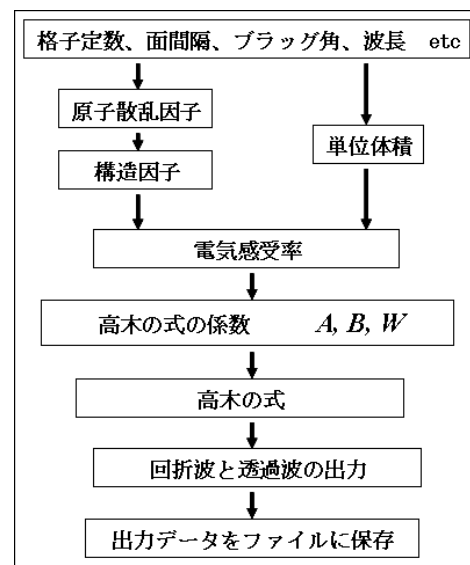 格子定数、面間隔、ブラッグ角、波長 etc
原子散乱因子
単位体積
構造因子
電気感受率
高木の式の係数 A, B, W
高木の式
回折波と透過波の出力
出力データをファイルに保存